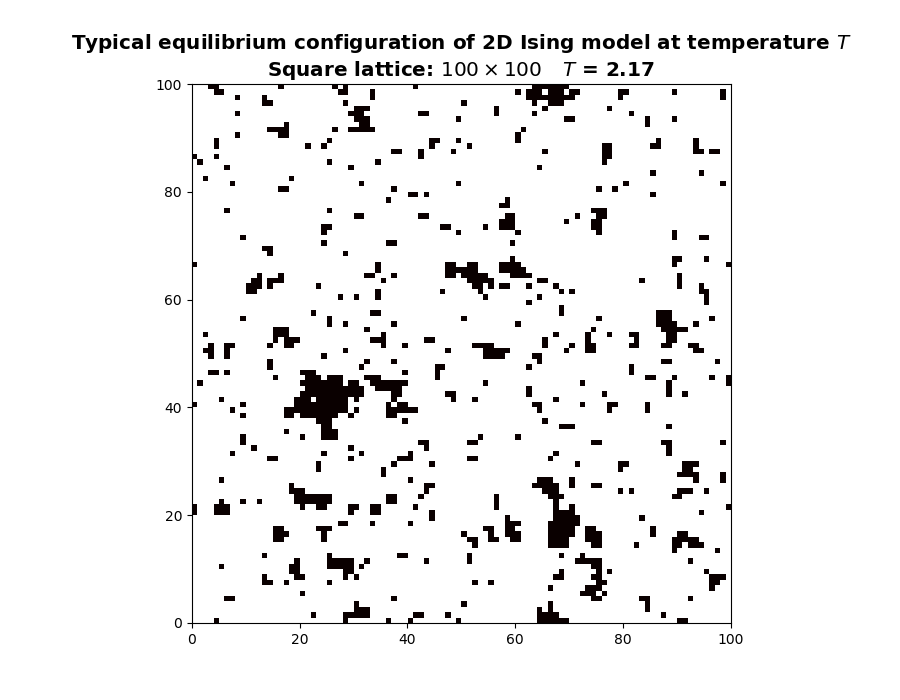 Typical equilibrium configuration of 2D Ising model at temperature T
Square lattice: 100 × 100 T = 2.17
100
80
60
40
20
0
0 20 40 60 80 100